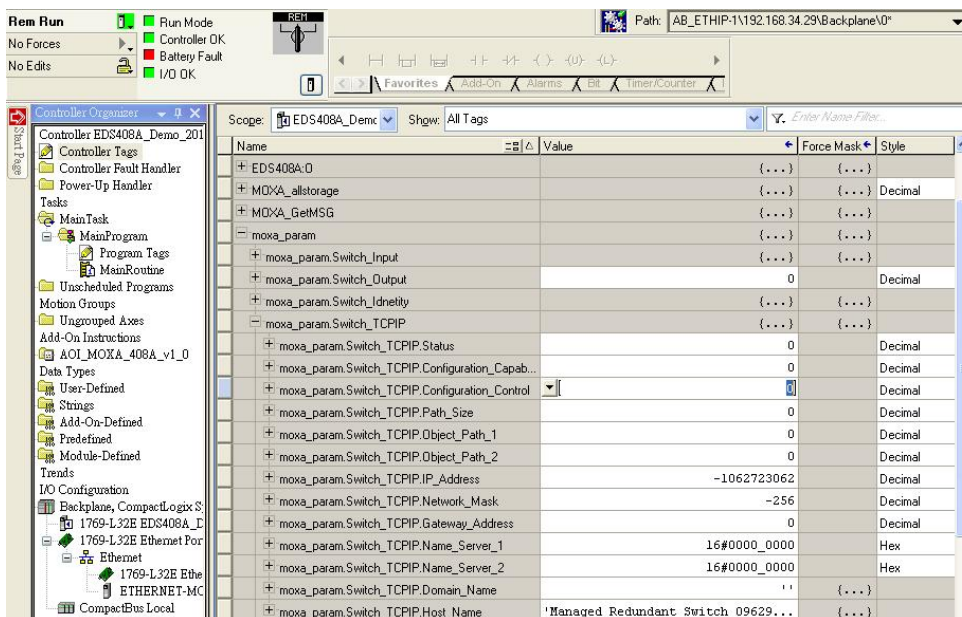 Rem Run
Run Mode
No Forces
Controller OK
No Edits
Battery Fault
I/O OK
REM
Path: AB_ETHIP-1\192.168.34.29\Backplane\0*
Favorites Add-On Alarms Bit Timer/Counter
Start Page
Controller Organizer
Controller EDS408A_Demo_201
Controller Tags
Controller Fault Handler
Power-Up Handler
Tasks
MainTask
MainProgram
Program Tags
MainRoutine
Unscheduled Programs
Motion Groups
Ungrouped Axes
Add-On Instructions
AOI_MOXA_408A_v1_0
Data Types
User-Defined
Strings
Add-On-Defined
Predefined
Module-Defined
Trends
I/O Configuration
Backplane, CompactLogix S
1769-L32E EDS408A_D
1769-L32E Ethernet Por
Ethernet
1769-L32E Ethe
ETHERNET-MO
CompactBus Local
Scope: EDS408A_Demc Show: All Tags Enter Name Filter...
Name Value Force Mask Style
EDS408A:O {...} {...}
MOXA_allstorage {...} {...} Decimal
MOXA_GetMSG {...} {...}
moxa_param {...} {...}
moxa_param.Switch_Input {...} {...}
moxa_param.Switch_Output 0 Decimal
moxa_param.Switch_Idnetity {...} {...}
moxa_param.Switch_TCPIP {...} {...}
moxa_param.Switch_TCPIP.Status 0 Decimal
moxa_param.Switch_TCPIP.Configuration_Capab... 0 Decimal
moxa_param.Switch_TCPIP.Configuration_Control 0 Decimal
moxa_param.Switch_TCPIP.Path_Size 0 Decimal
moxa_param.Switch_TCPIP.Object_Path_1 0 Decimal
moxa_param.Switch_TCPIP.Object_Path_2 0 Decimal
moxa_param.Switch_TCPIP.IP_Address -1062723062 Decimal
moxa_param.Switch_TCPIP.Network_Mask -256 Decimal
moxa_param.Switch_TCPIP.Gateway_Address 0 Decimal
moxa_param.Switch_TCPIP.Name_Server_1 16#0000_0000 Hex
moxa_param.Switch_TCPIP.Name_Server_2 16#0000_0000 Hex
moxa_param.Switch_TCPIP.Domain_Name '' {...}
moxa_param.Switch_TCPIP.Host_Name 'Managed Redundant Switch 09629... {...}